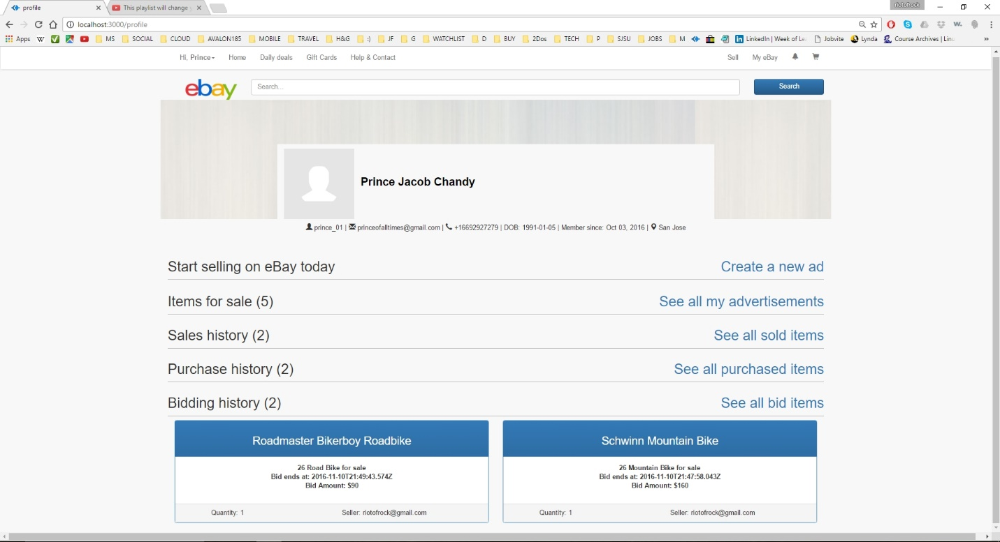 profile
This playlist will change
riotofrock
localhost:3000/profile
Apps W MS SOCIAL CLOUD AVALON185 MOBILE TRAVEL H&G :) JF G WATCHLIST D BUY 2Dos TECH P SJSU JOBS M LinkedIn | Week of Le Jobvite Lynda Course Archives | Linu »
Hi, Prince Home Daily deals Gift Cards Help & Contact Sell My eBay
ebay Search... Search
Prince Jacob Chandy
prince_01 | princeofalltimes@gmail.com | +16692927279 | DOB: 1991-01-05 | Member since: Oct 03, 2016 | San Jose
Start selling on eBay today Create a new ad
Items for sale (5) See all my advertisements
Sales history (2) See all sold items
Purchase history (2) See all purchased items
Bidding history (2) See all bid items
Roadmaster Bikerboy Roadbike
26 Road Bike for sale
Bid ends at: 2016-11-10T21:49:43.574Z
Bid Amount: $90
Quantity: 1 Seller: riotofrock@gmail.com
Schwinn Mountain Bike
26 Mountain Bike for sale
Bid ends at: 2016-11-10T21:47:58.043Z
Bid Amount: $160
Quantity: 1 Seller: riotofrock@gmail.com